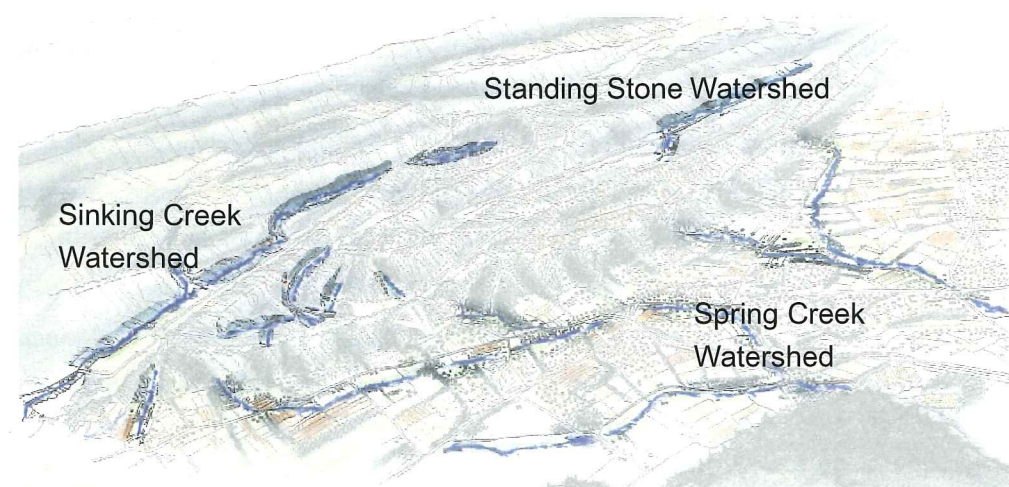 Standing Stone Watershed
Sinking Creek
Watershed
Spring Creek
Watershed